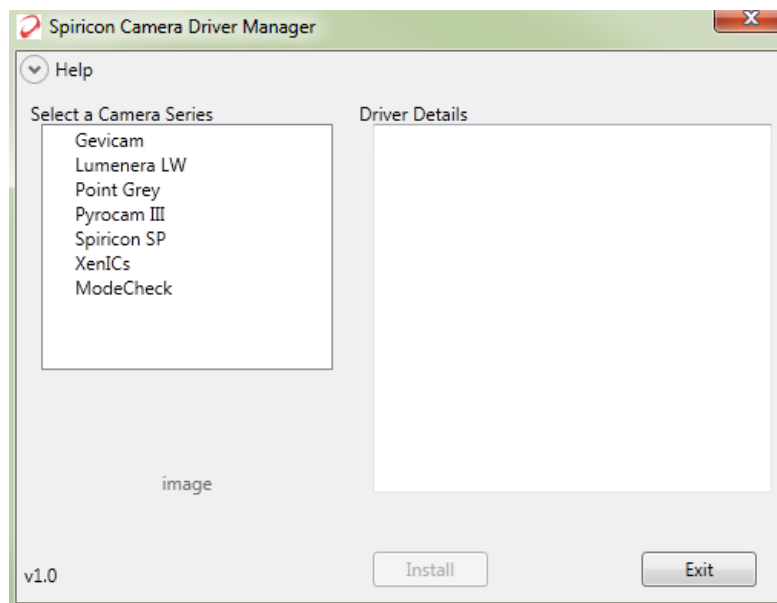 Spiricon Camera Driver Manager
Help
Select a Camera Series
Gevicam
Lumenera LW
Point Grey
Pyrocam III
Spiricon SP
XenICs
ModeCheck
Driver Details
image
v1.0
Install
Exit